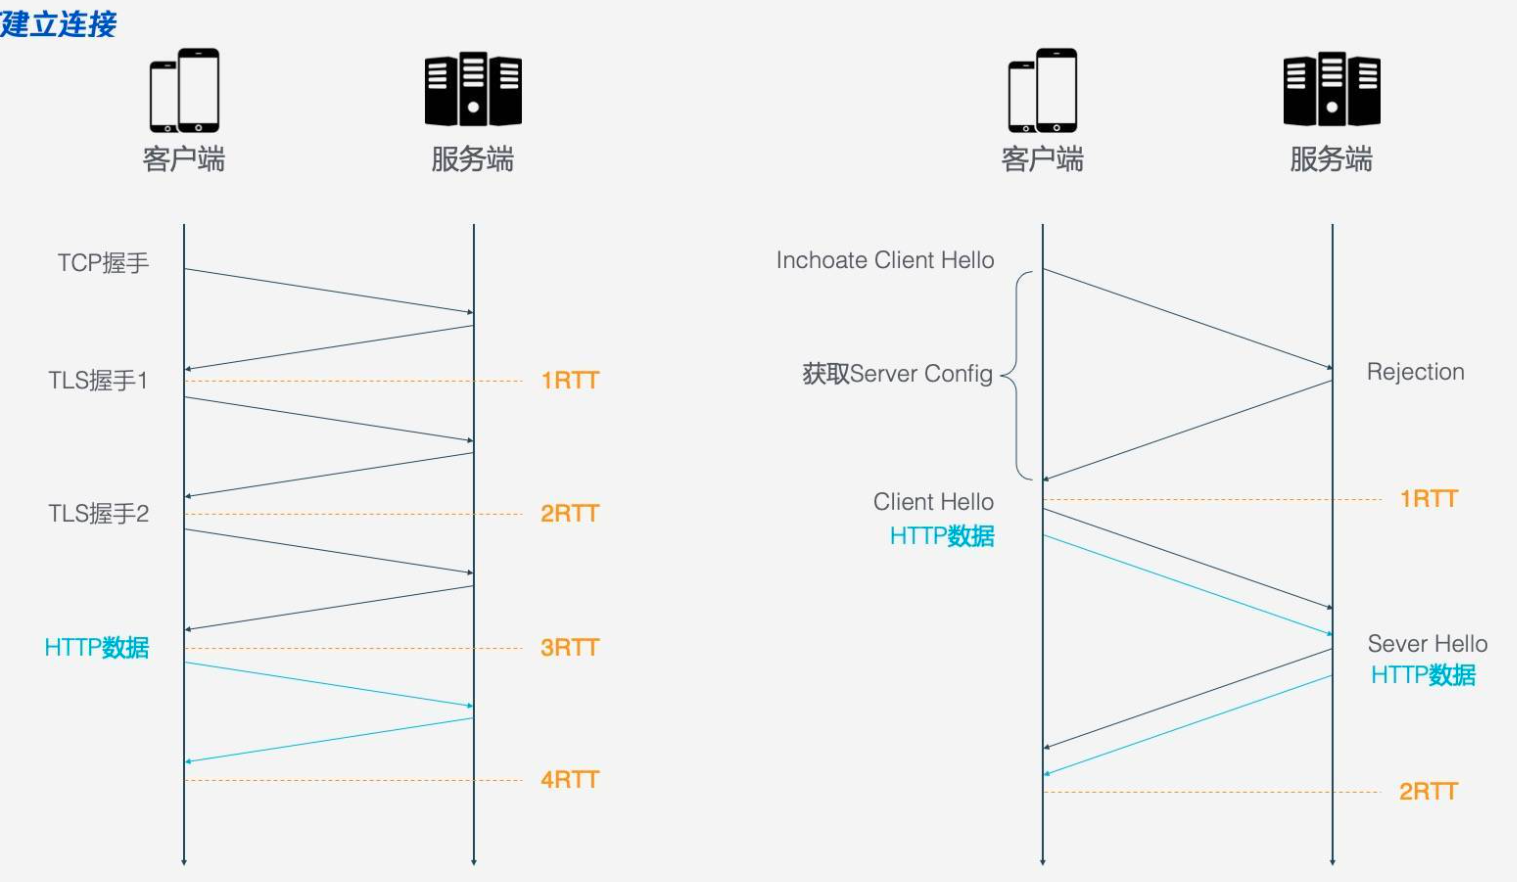 建立连接
客户端
服务端
TCP握手
TLS握手1
1RTT
TLS握手2
2RTT
HTTP数据
3RTT
4RTT
客户端
服务端
Inchoate Client Hello
获取Server Config
Rejection
Client Hello
1RTT
HTTP数据
Sever Hello
HTTP数据
2RTT